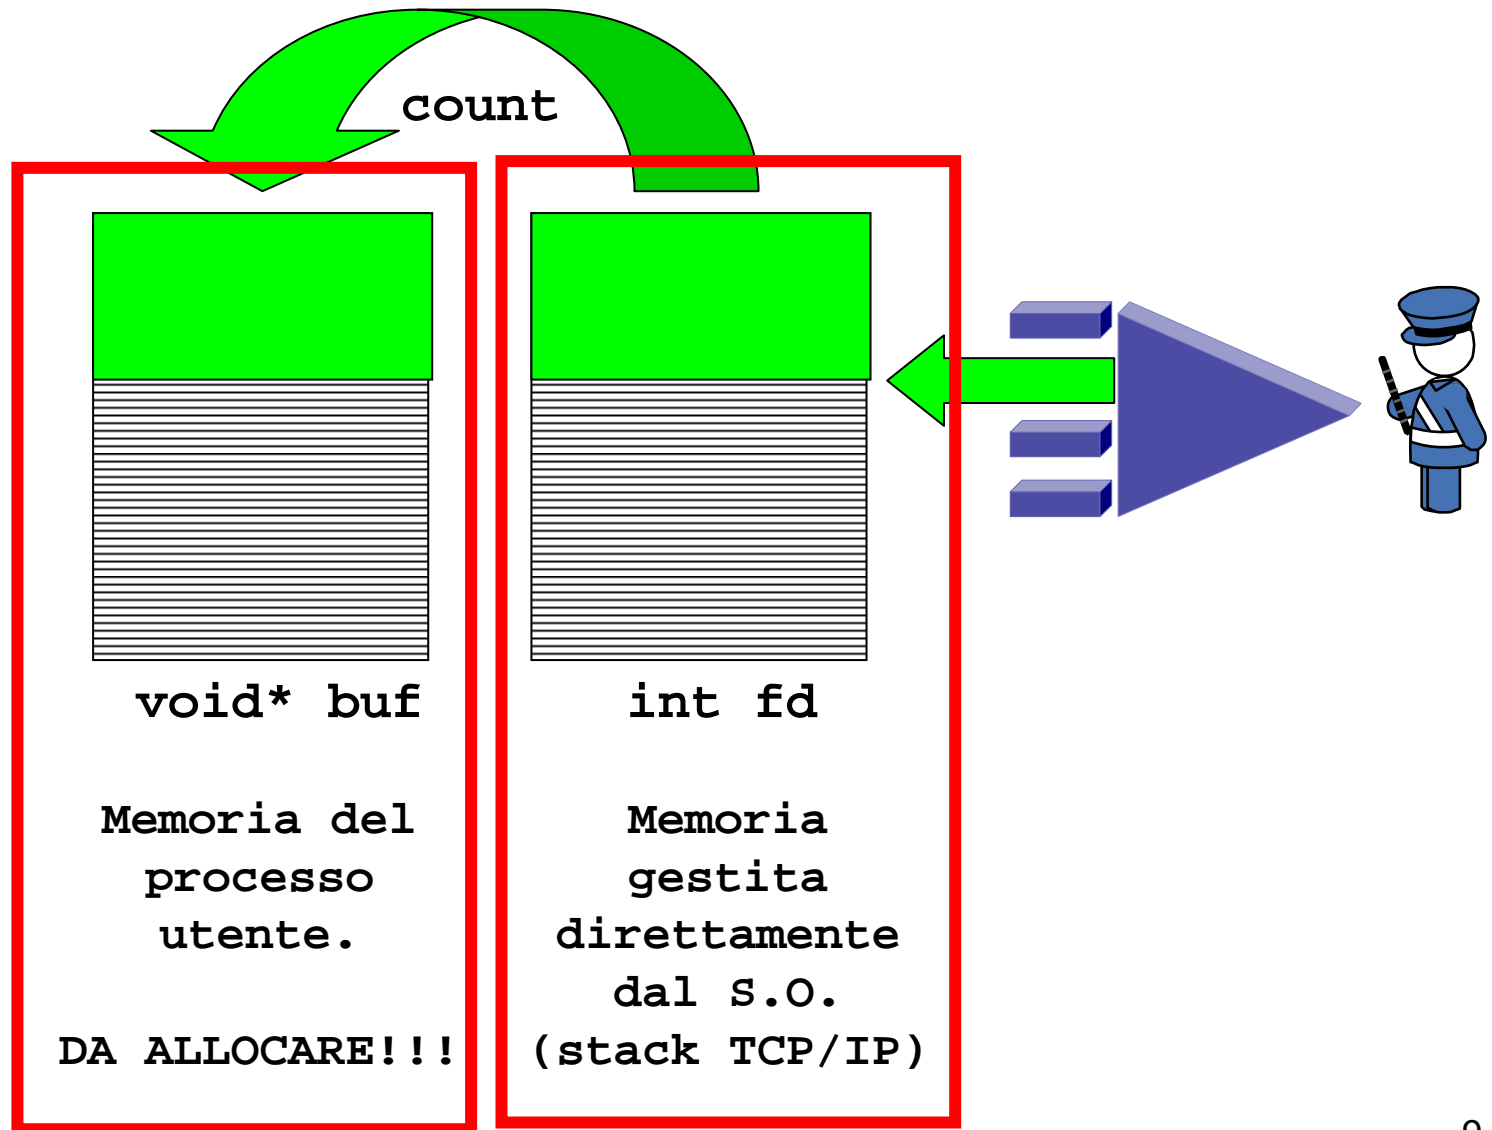 count
void* buf
int fd
Memoria del
processo
utente.
DA ALLOCARE!!!
Memoria
gestita
direttamente
dal S.O.
(stack TCP/IP)